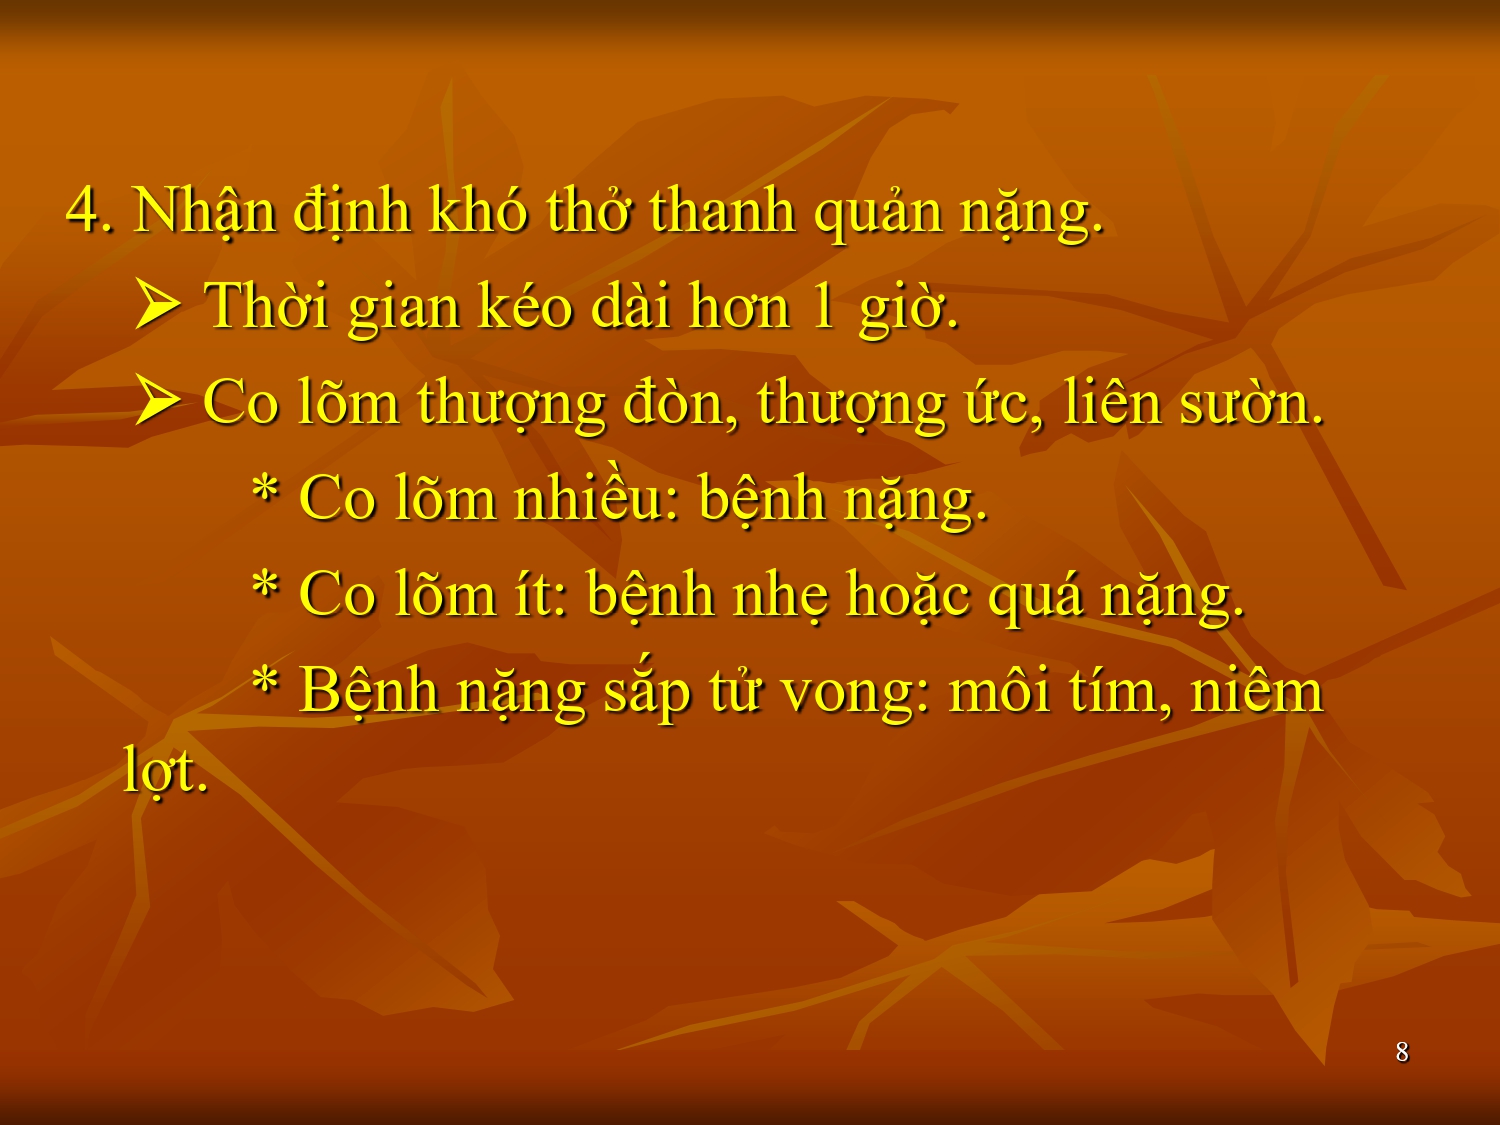 4. Nhận định khó thở thanh quản nặng.
➢ Thời gian kéo dài hơn 1 giờ.
➢ Co lõm thượng đòn, thượng ức, liên sườn.
* Co lõm nhiều: bệnh nặng.
* Co lõm ít: bệnh nhẹ hoặc quá nặng.
* Bệnh nặng sắp tử vong: môi tím, niêm
lợt.
8